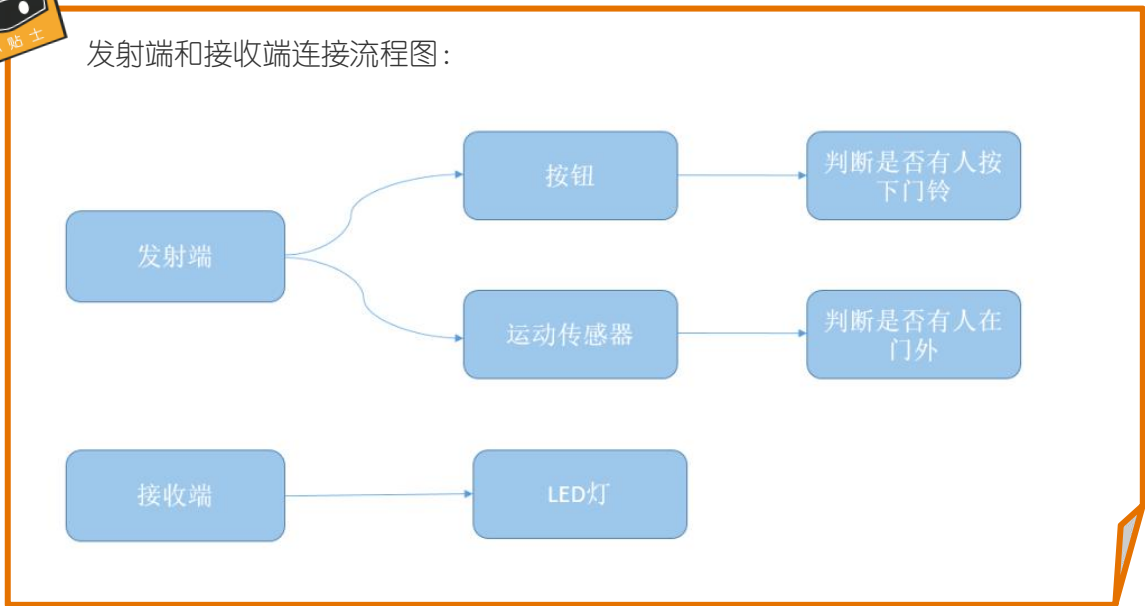 贴士
发射端和接收端连接流程图:
按钮
判断是否有人按
下门铃
发射端
运动传感器
判断是否有人在
门外
接收端
LED灯